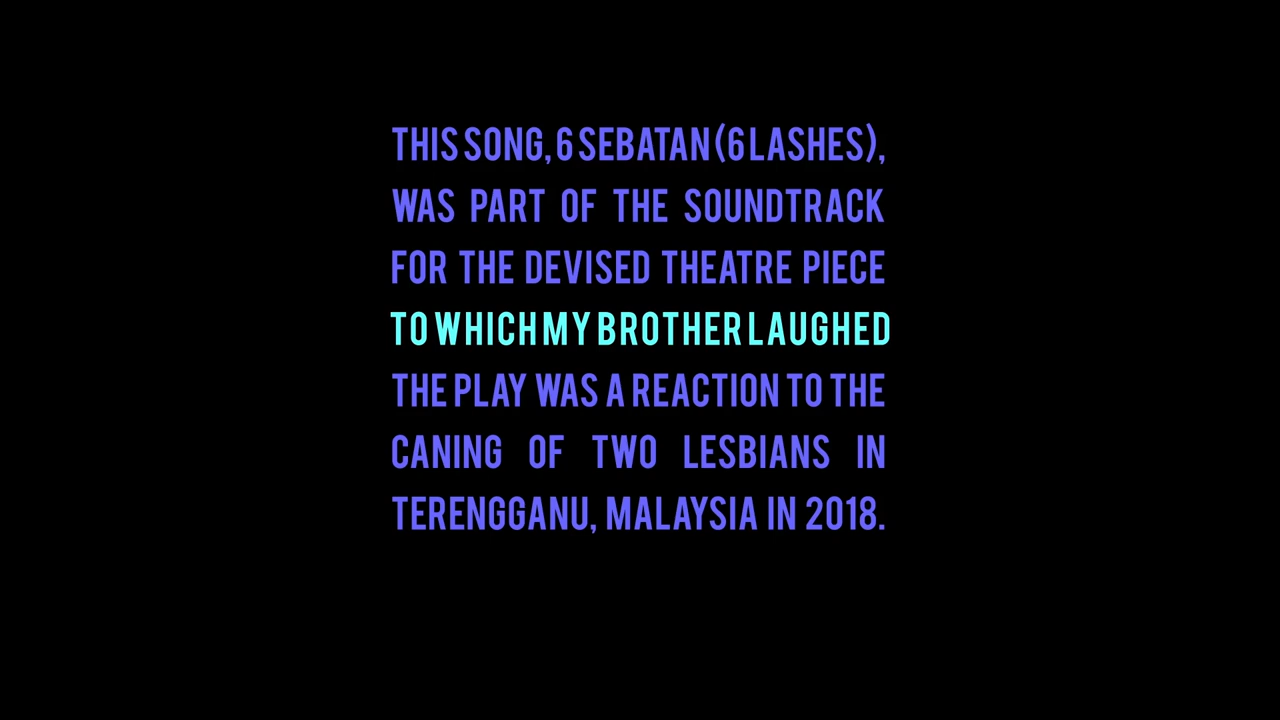 THIS SONG, 6 SEBATAN (6 LASHES),
WAS PART OF THE SOUNDTRACK
FOR THE DEVISED THEATRE PIECE
TO WHICH MY BROTHER LAUGHED
THE PLAY WAS A REACTION TO THE
CANING OF TWO LESBIANS IN
TERENGGANU, MALAYSIA IN 2018.